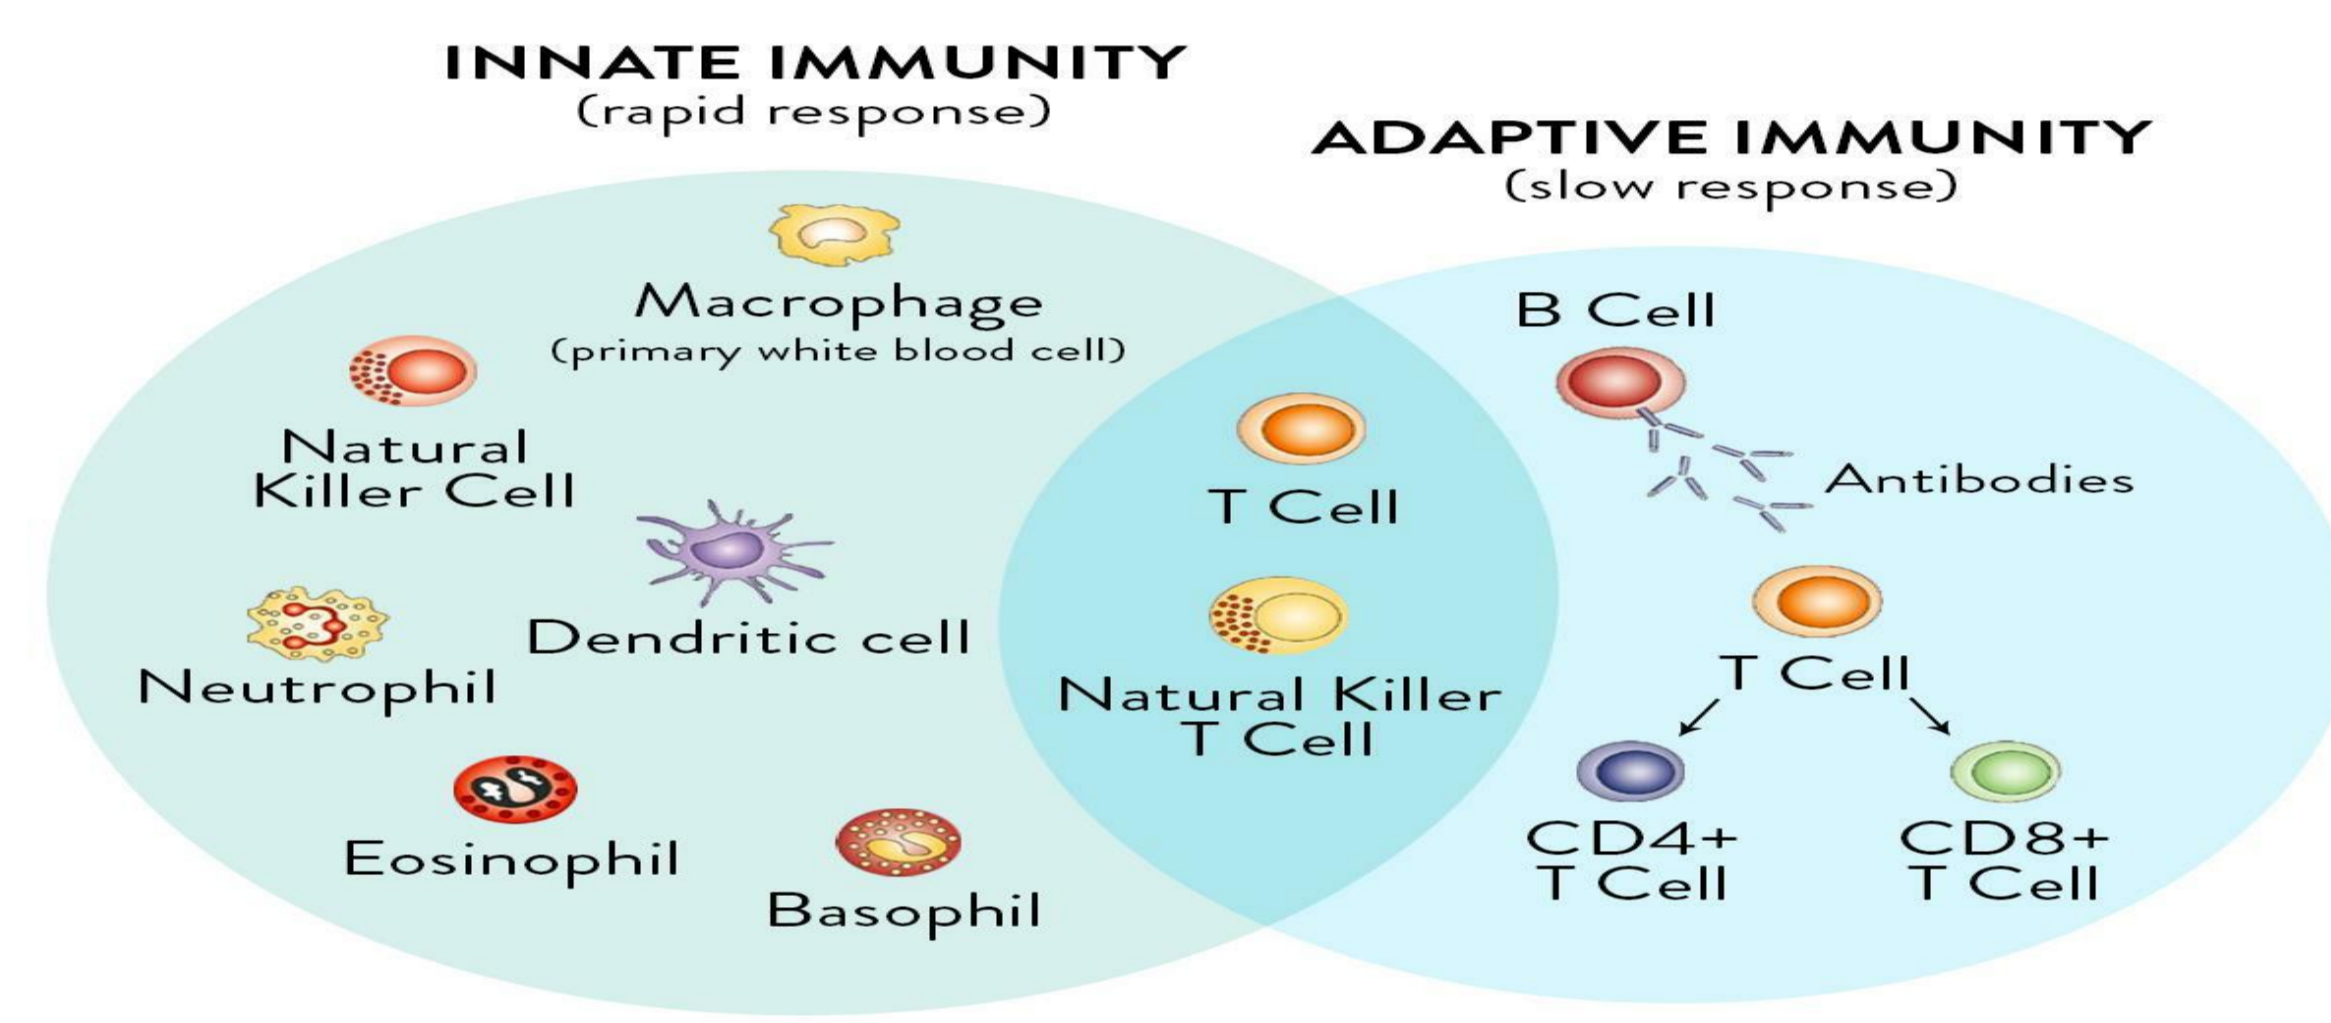 INNATE IMMUNITY
(rapid response)
ADAPTIVE IMMUNITY
(slow response)
Macrophage
(primary white blood cell)
Natural
Killer Cell
Dendritic cell
Neutrophil
Eosinophil
Basophil
T Cell
Natural Killer
T Cell
B Cell
Antibodies
T Cell
CD4+
T Cell
CD8+
T Cell